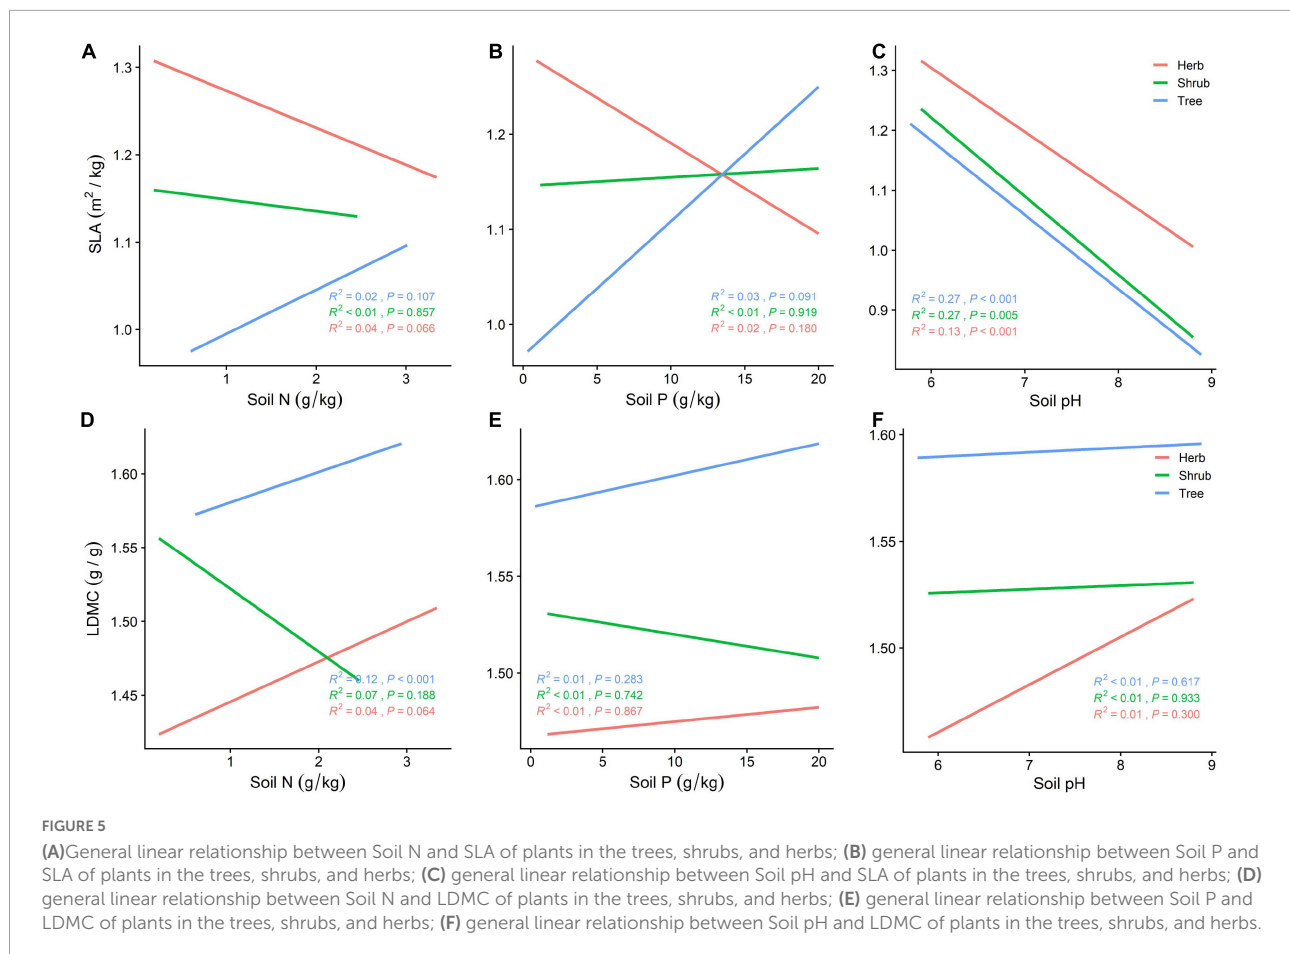 A
1.3
1.2
1.1
1.0
SLA (m² / kg)
R² = 0.02 , P = 0.107
R² < 0.01 , P = 0.857
R² = 0.04 , P = 0.066
1 2 3
Soil N (g/kg)
B
1.2
1.1
1.0
R² = 0.03 , P = 0.091
R² < 0.01 , P = 0.919
R² = 0.02 , P = 0.180
0 5 10 15 20
Soil P (g/kg)
C
1.3
1.2
1.1
1.0
0.9
Herb
Shrub
Tree
R² = 0.27 , P < 0.001
R² = 0.27 , P = 0.005
R² = 0.13 , P < 0.001
6 7 8 9
Soil pH
D
1.60
1.55
1.50
1.45
LDMC (g / g)
R² = 0.12 , P < 0.001
R² = 0.07 , P = 0.188
R² = 0.04 , P = 0.064
1 2 3
Soil N (g/kg)
E
1.60
1.55
1.50
R² = 0.01 , P = 0.283
R² < 0.01 , P = 0.742
R² < 0.01 , P = 0.867
0 5 10 15 20
Soil P (g/kg)
F
1.60
1.55
1.50
Herb
Shrub
Tree
R² < 0.01 , P = 0.617
R² < 0.01 , P = 0.933
R² = 0.01 , P = 0.300
6 7 8 9
Soil pH
FIGURE 5
(A)General linear relationship between Soil N and SLA of plants in the trees, shrubs, and herbs; (B) general linear relationship between Soil P and
SLA of plants in the trees, shrubs, and herbs; (C) general linear relationship between Soil pH and SLA of plants in the trees, shrubs, and herbs; (D)
general linear relationship between Soil N and LDMC of plants in the trees, shrubs, and herbs; (E) general linear relationship between Soil P and
LDMC of plants in the trees, shrubs, and herbs; (F) general linear relationship between Soil pH and LDMC of plants in the trees, shrubs, and herbs.